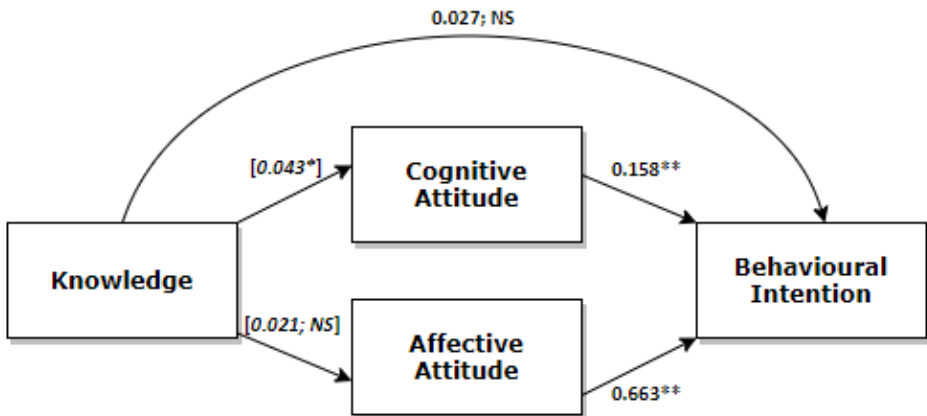 0.027; NS
[0.043*]
Cognitive
Attitude
0.158**
Knowledge
Behavioural
Intention
[0.021; NS]
Affective
Attitude
0.663**